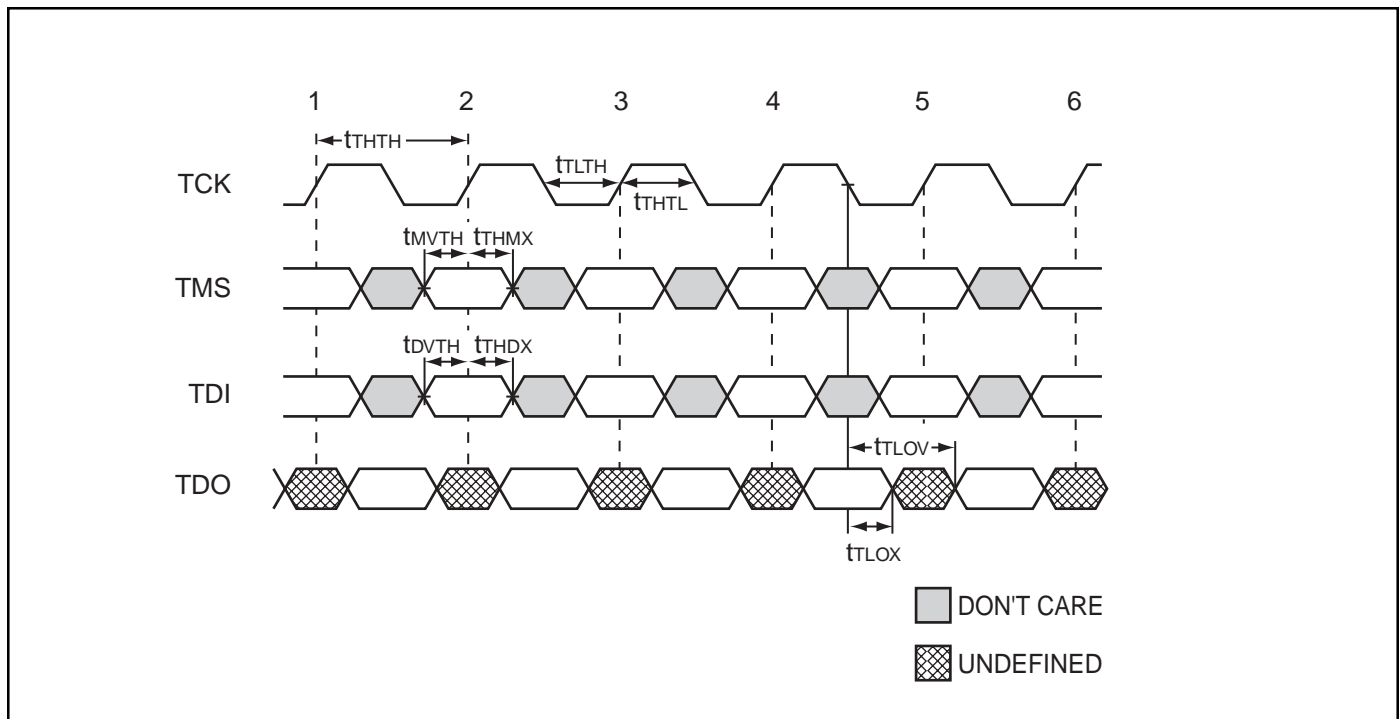 1 2 3 4 5 6
tTHTH
TCK
tTLTH
tTHTL
tMVTH tTHMX
TMS
tDVTH tTHDX
TDI
tTLOV
TDO
tTLOX
DON'T CARE
UNDEFINED